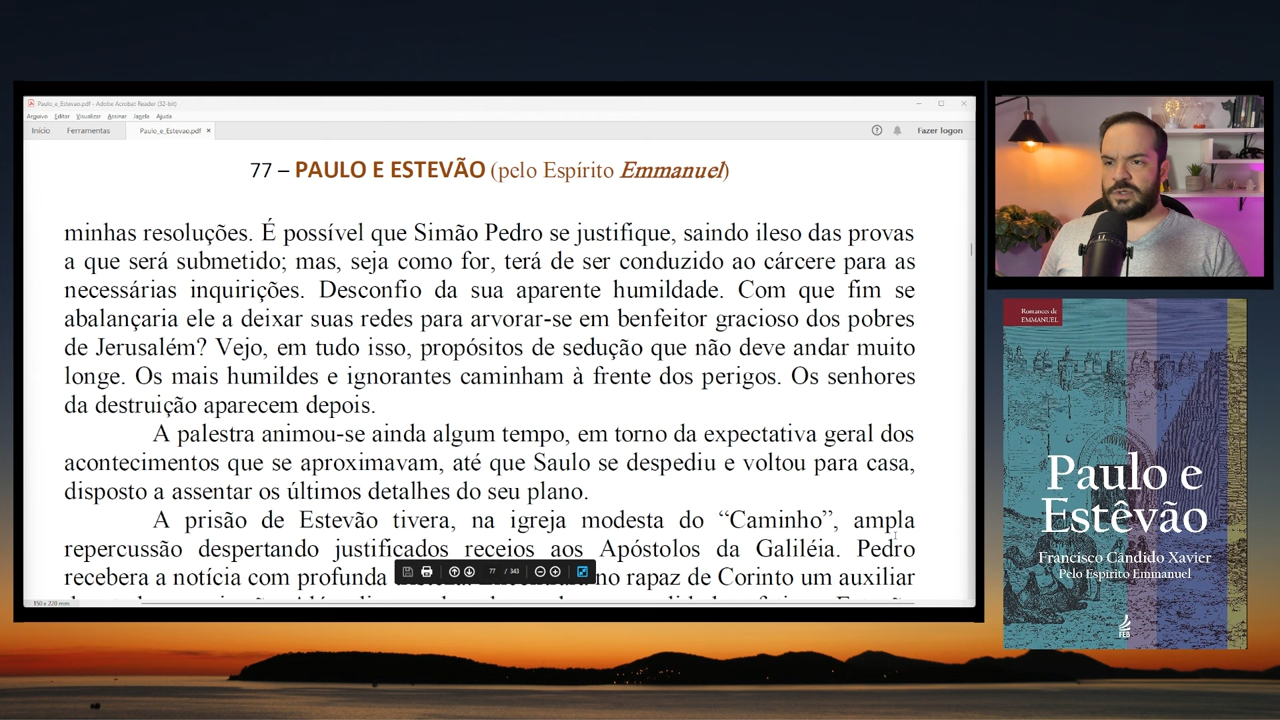 Paulo_e_Estevao.pdf - Adobe Acrobat Reader (32-bit)
Arquivo Editar Visualizar Assinar Janela Ajuda
Início Ferramentas Paulo_e_Estevao.pdf × Fazer logon
77 – PAULO E ESTEVÃO (pelo Espírito Emmanuel)
minhas resoluções. É possível que Simão Pedro se justifique, saindo ileso das provas
a que será submetido; mas, seja como for, terá de ser conduzido ao cárcere para as
necessárias inquirições. Desconfio da sua aparente humildade. Com que fim se
abalançaria ele a deixar suas redes para arvorar-se em benfeitor gracioso dos pobres
de Jerusalém? Vejo, em tudo isso, propósitos de sedução que não deve andar muito
longe. Os mais humildes e ignorantes caminham à frente dos perigos. Os senhores
da destruição aparecem depois.
A palestra animou-se ainda algum tempo, em torno da expectativa geral dos
acontecimentos que se aproximavam, até que Saulo se despediu e voltou para casa,
disposto a assentar os últimos detalhes do seu plano.
A prisão de Estevão tivera, na igreja modesta do “Caminho”, ampla
repercussão despertando justificados receios aos Apóstolos da Galiléia. Pedro
recebera a notícia com profunda no rapaz de Corinto um auxiliar
77 / 343
150 x 220 mm
Romances de
EMMANUEL
Paulo e
Estêvão
Francisco Cândido Xavier
Pelo Espírito Emmanuel
FEB